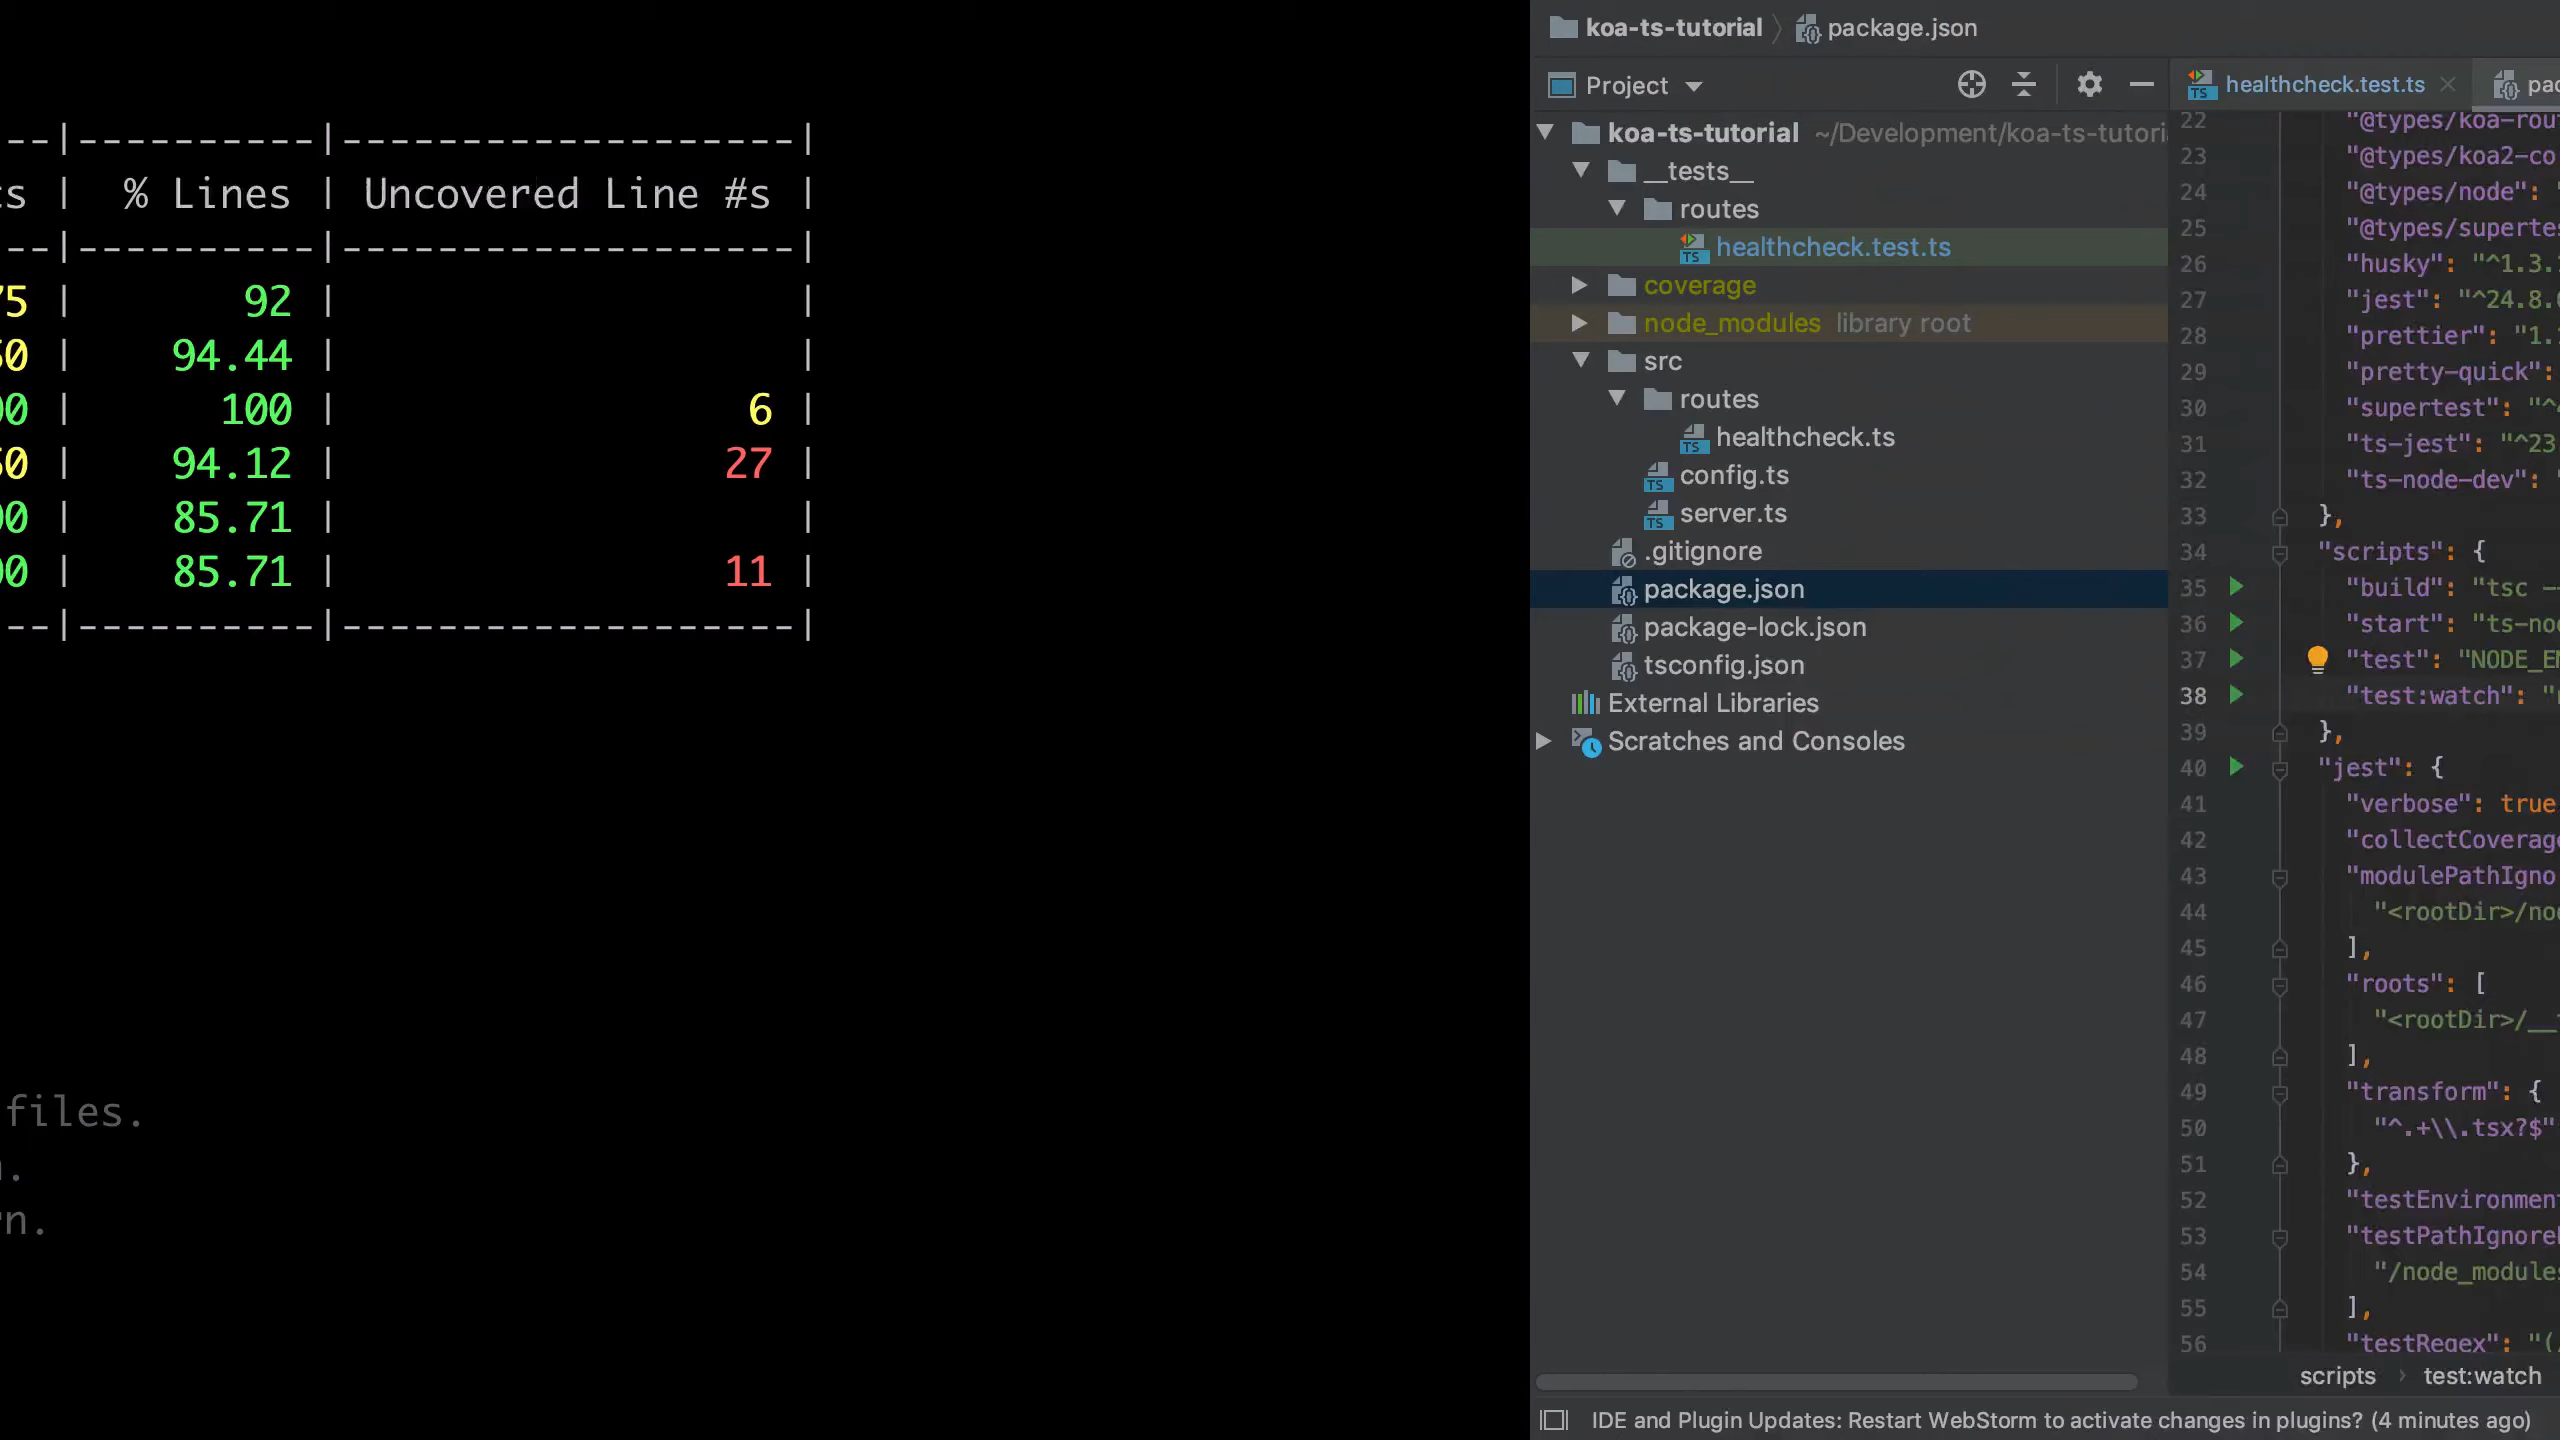 --|----------|-------------------|
ts | % Lines | Uncovered Line #s |
--|----------|-------------------|
75 | 92 | |
50 | 94.44 | |
00 | 100 | 6 |
50 | 94.12 | 27 |
00 | 85.71 | |
00 | 85.71 | 11 |
--|----------|-------------------|
files.
rn.
koa-ts-tutorial
package.json
Project
koa-ts-tutorial ~/Development/koa-ts-tutori
__tests__
routes
healthcheck.test.ts
coverage
node_modules library root
src
routes
healthcheck.ts
config.ts
server.ts
.gitignore
package.json
package-lock.json
tsconfig.json
External Libraries
Scratches and Consoles
healthcheck.test.ts
pac
22 "@types/koa-rou
23 "@types/koa2-co
24 "@types/node": "
25 "@types/supertes
26 "husky": "^1.3.
27 "jest": "^24.8.
28 "prettier": "1.
29 "pretty-quick":
30 "supertest": "^
31 "ts-jest": "^23
32 "ts-node-dev": "
33 },
34 "scripts": {
35 "build": "tsc -
36 "start": "ts-no
37 "test": "NODE_E
38 "test:watch": "
39 },
40 "jest": {
41 "verbose": true
42 "collectCoverage
43 "modulePathIgno
44 "<rootDir>/no
45 ],
46 "roots": [
47 "<rootDir>/__
48 ],
49 "transform": {
50 "^.+\\.tsx?$"
51 },
52 "testEnvironment
53 "testPathIgnore
54 "/node_modules
55 ],
56 "testRegex": "(
scripts › test:watch
IDE and Plugin Updates: Restart WebStorm to activate changes in plugins? (4 minutes ago)